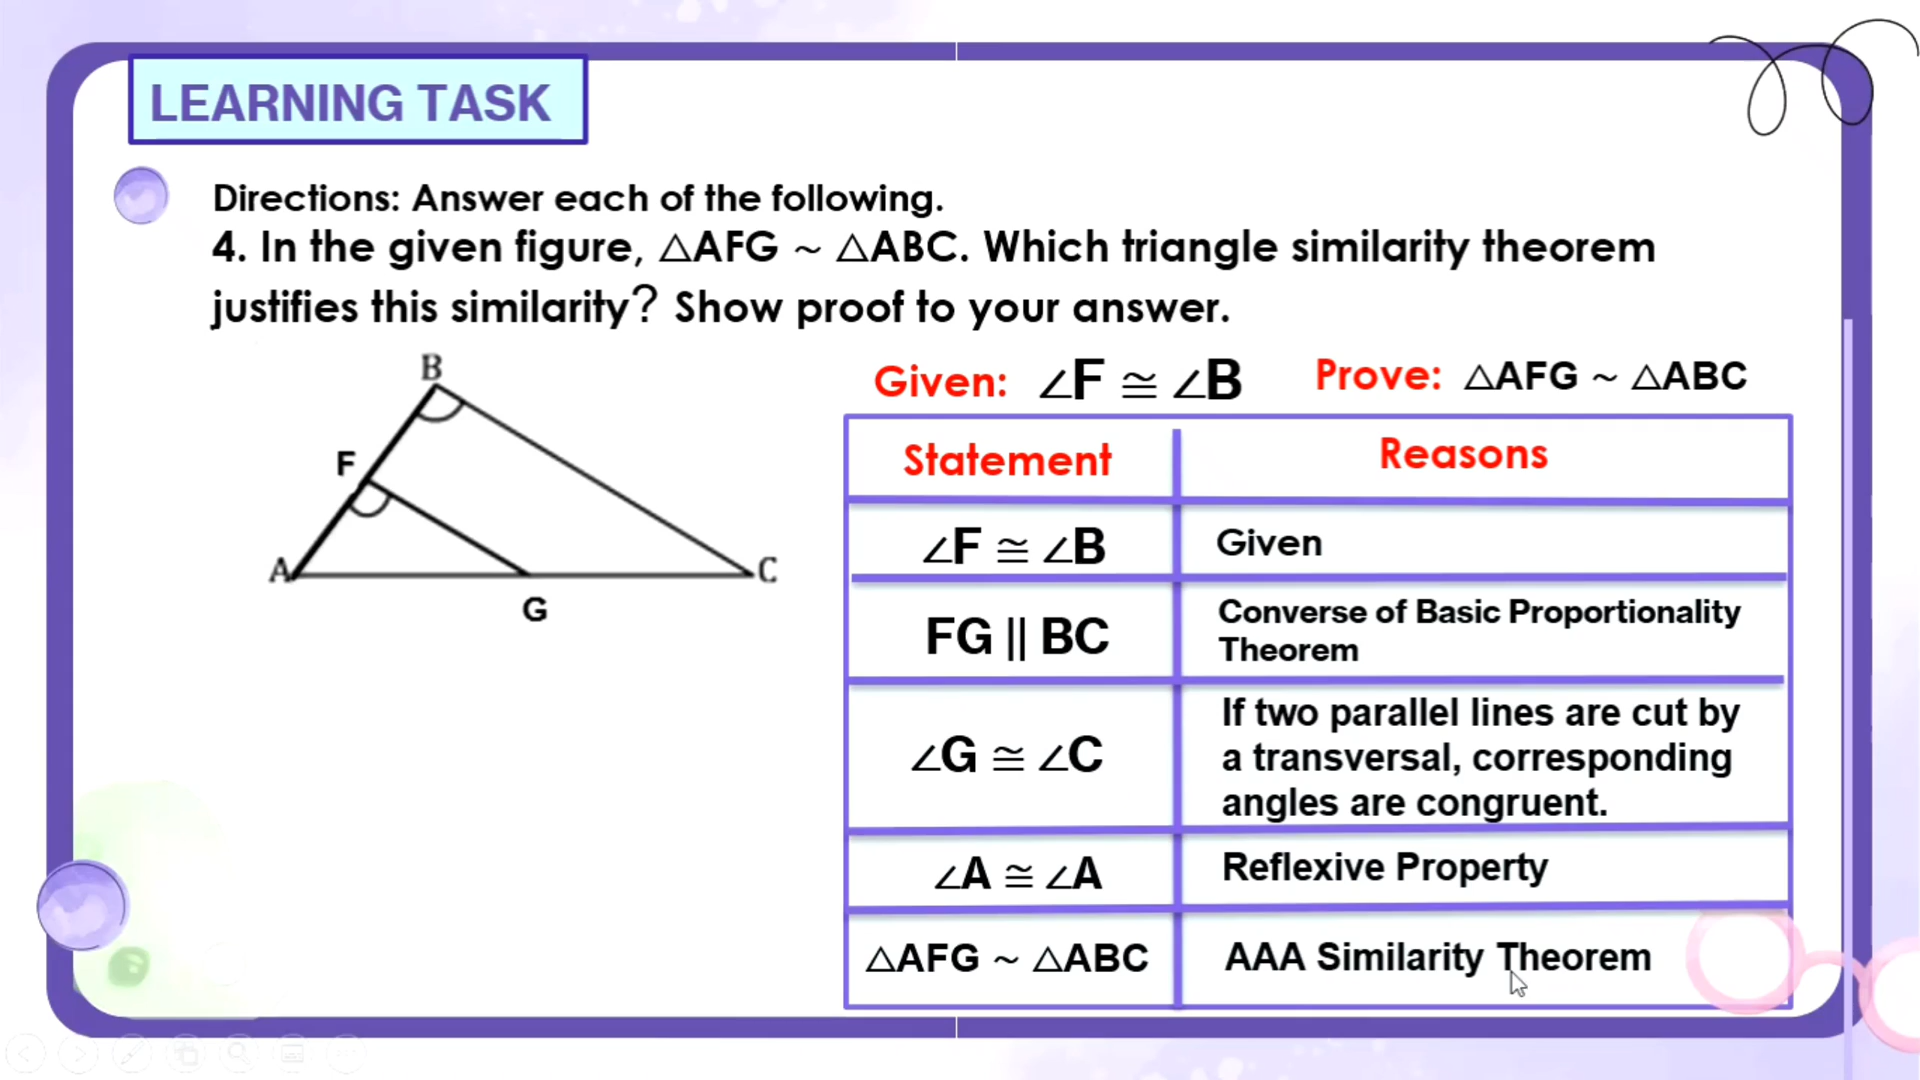 LEARNING TASK
Directions: Answer each of the following.
4. In the given figure, △AFG ~ △ABC. Which triangle similarity theorem
justifies this similarity? Show proof to your answer.
B
F
A
C
G
Given: ∠F ≅ ∠B
Prove: △AFG ~ △ABC
Statement
Reasons
∠F ≅ ∠B
Given
FG || BC
Converse of Basic Proportionality
Theorem
∠G ≅ ∠C
If two parallel lines are cut by
a transversal, corresponding
angles are congruent.
∠A ≅ ∠A
Reflexive Property
△AFG ~ △ABC
AAA Similarity Theorem